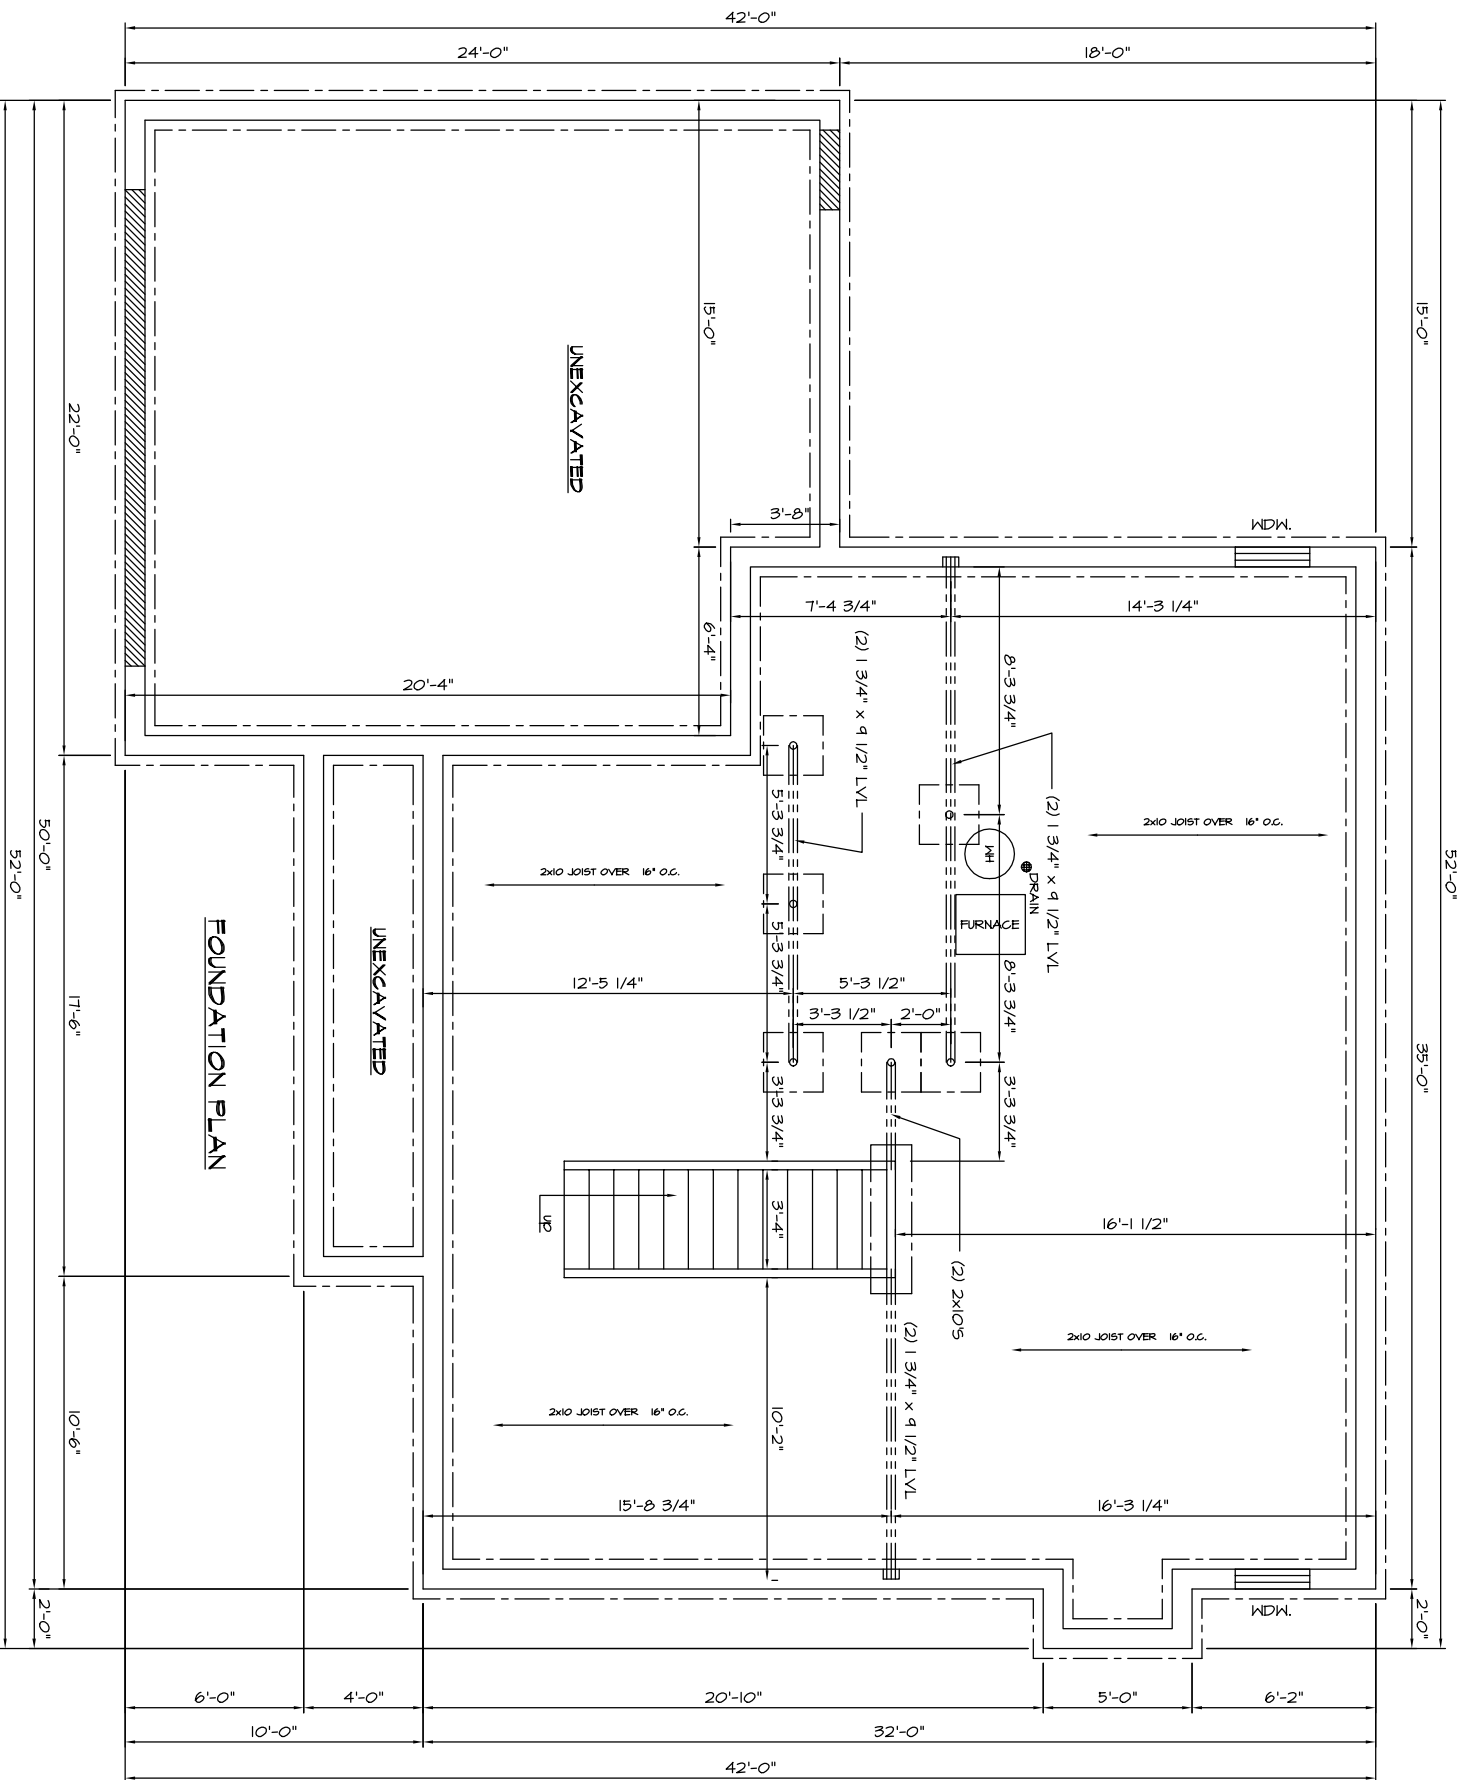 42'-0"
24'-0"
18'-0"
15'-0"
15'-0"
22'-0"
UNEXCAVATED
3'-8"
WDW.
7'-4 3/4"
14'-3 1/4"
6'-4"
(2) 1 3/4" x 9 1/2" LVL
8'-3 3/4"
20'-4"
5'-3 3/4"
(2) 1 3/4" x 9 1/2" LVL
2x10 JOIST OVER 16" O.C.
50'-0"
52'-0"
52'-0"
WH
DRAIN
2x10 JOIST OVER 16" O.C.
FURNACE
FOUNDATION PLAN
UNEXCAVATED
5'-3 3/4"
8'-3 3/4"
12'-5 1/4"
5'-3 1/2"
17'-6"
3'-3 1/2"
2'-0"
35'-0"
3'-3 3/4"
3'-3 3/4"
up
3'-4"
16'-1 1/2"
(2) 2x10'S
(2) 1 3/4" x 9 1/2" LVL
2x10 JOIST OVER 16" O.C.
10'-6"
2x10 JOIST OVER 16" O.C.
10'-2"
15'-8 3/4"
16'-3 1/4"
2'-0"
WDW.
2'-0"
6'-0"
4'-0"
20'-10"
5'-0"
6'-2"
10'-0"
32'-0"
42'-0"